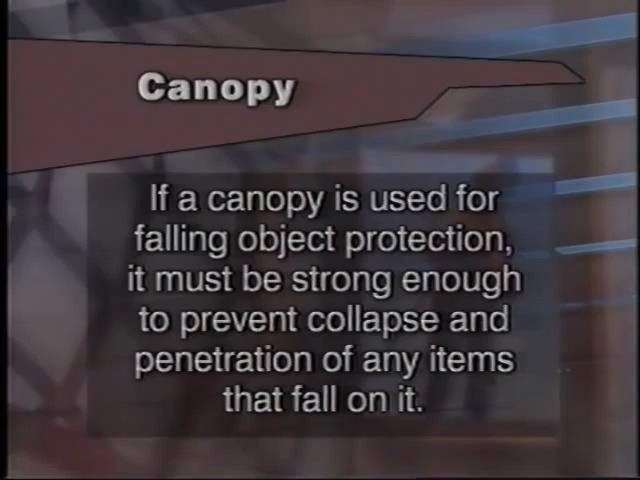 Canopy
If a canopy is used for
falling object protection,
it must be strong enough
to prevent collapse and
penetration of any items
that fall on it.